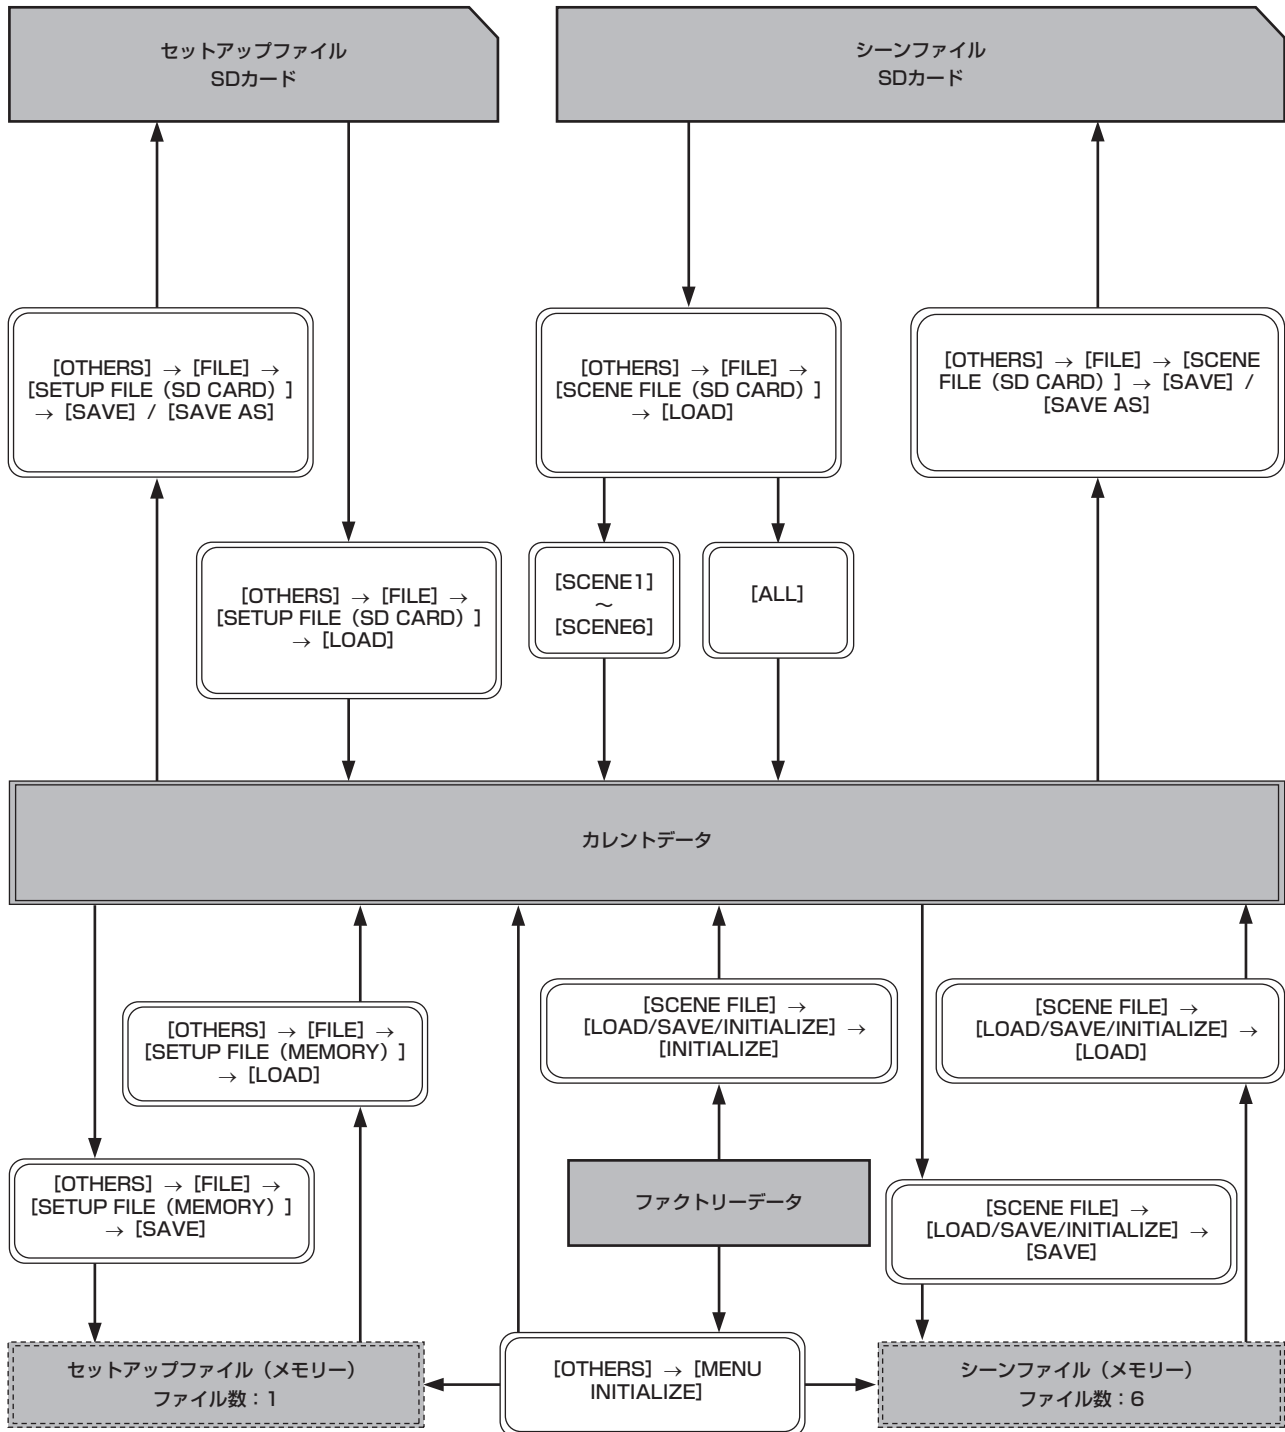 セットアップファイル
SDカード
シーンファイル
SDカード
[OTHERS] → [FILE] →
[SETUP FILE（SD CARD）]
→ [SAVE] / [SAVE AS]
[OTHERS] → [FILE] →
[SCENE FILE（SD CARD）]
→ [LOAD]
[OTHERS] → [FILE] → [SCENE
FILE（SD CARD）] → [SAVE] /
[SAVE AS]
[OTHERS] → [FILE] →
[SETUP FILE（SD CARD）]
→ [LOAD]
[SCENE1]
～
[SCENE6]
[ALL]
カレントデータ
[OTHERS] → [FILE] →
[SETUP FILE（MEMORY）]
→ [LOAD]
[SCENE FILE] →
[LOAD/SAVE/INITIALIZE] →
[INITIALIZE]
[SCENE FILE] →
[LOAD/SAVE/INITIALIZE] →
[LOAD]
[OTHERS] → [FILE] →
[SETUP FILE（MEMORY）]
→ [SAVE]
ファクトリーデータ
[SCENE FILE] →
[LOAD/SAVE/INITIALIZE] →
[SAVE]
セットアップファイル（メモリー）
ファイル数：1
[OTHERS] → [MENU
INITIALIZE]
シーンファイル（メモリー）
ファイル数：6